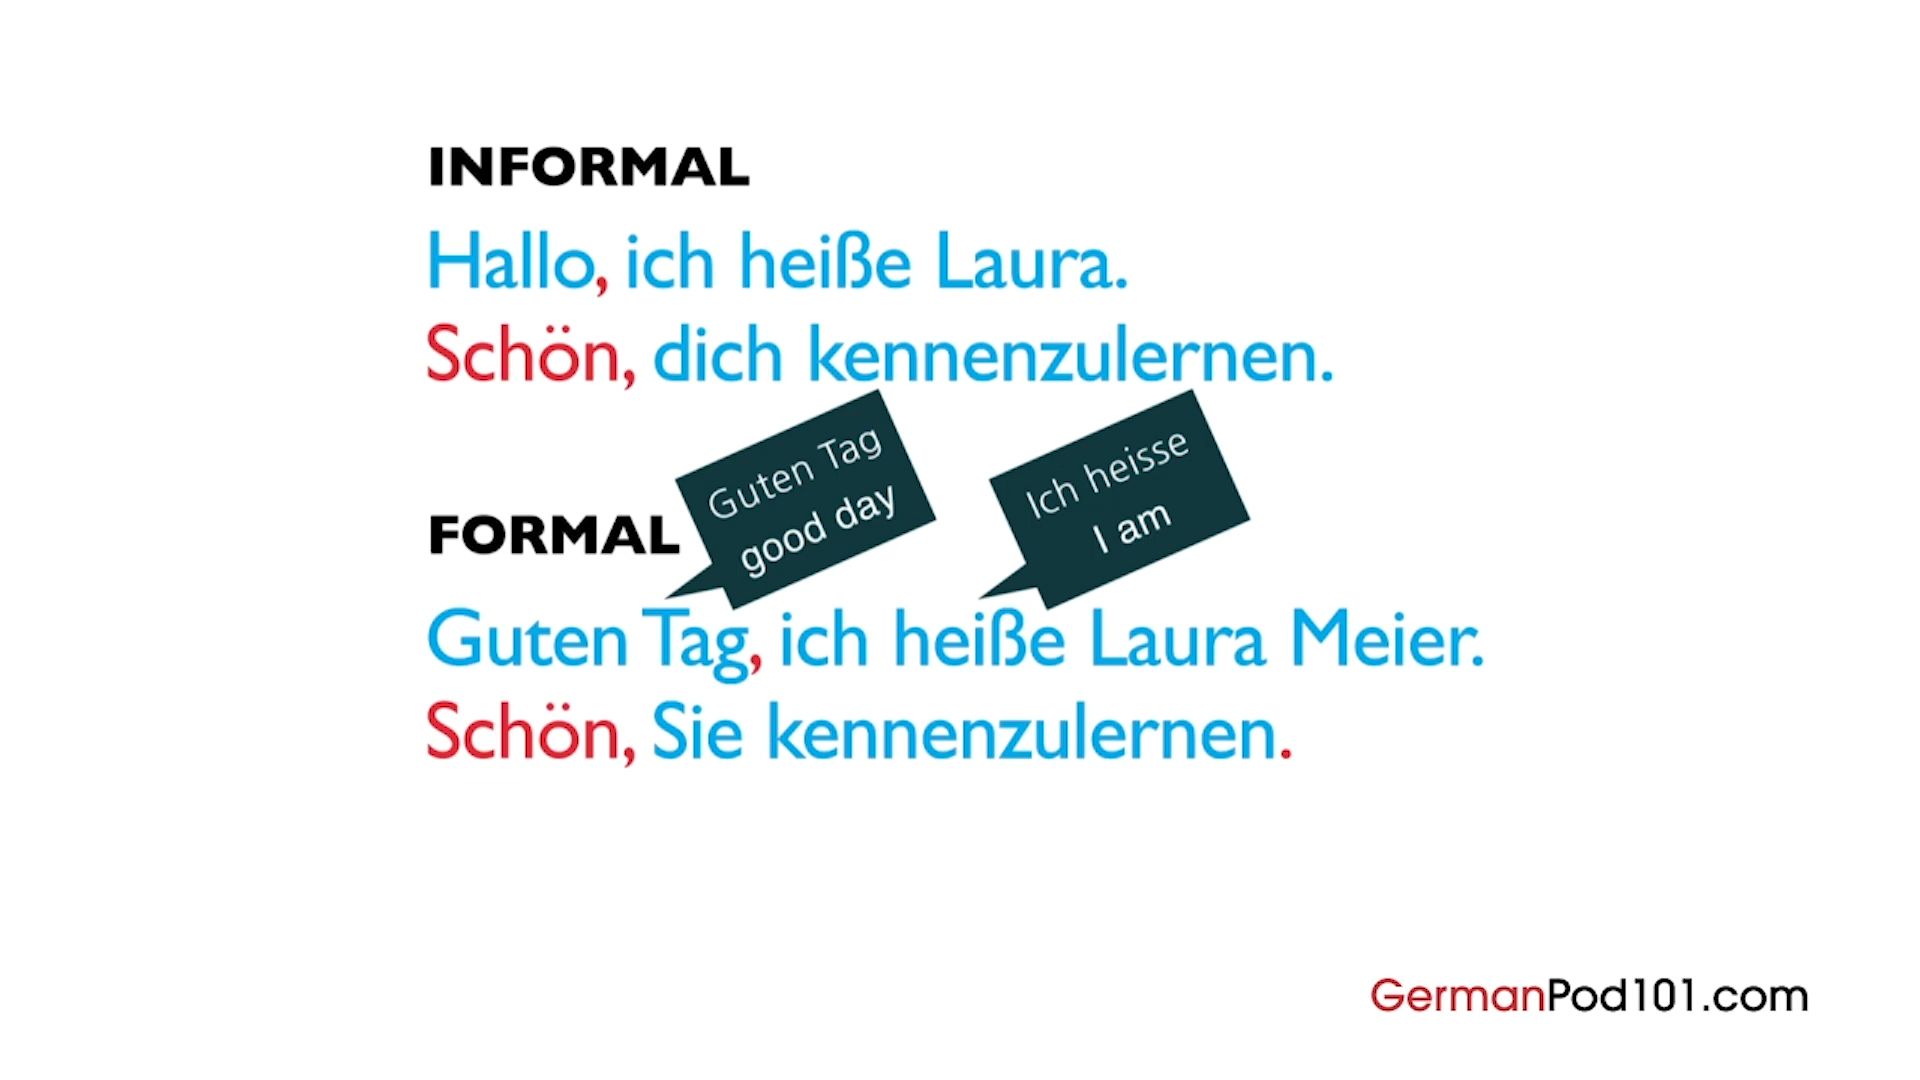 INFORMAL
Hallo, ich heiße Laura.
Schön, dich kennenzulernen.
Guten Tag
good day
Ich heisse
I am
FORMAL
Guten Tag, ich heiße Laura Meier.
Schön, Sie kennenzulernen.
GermanPod101.com